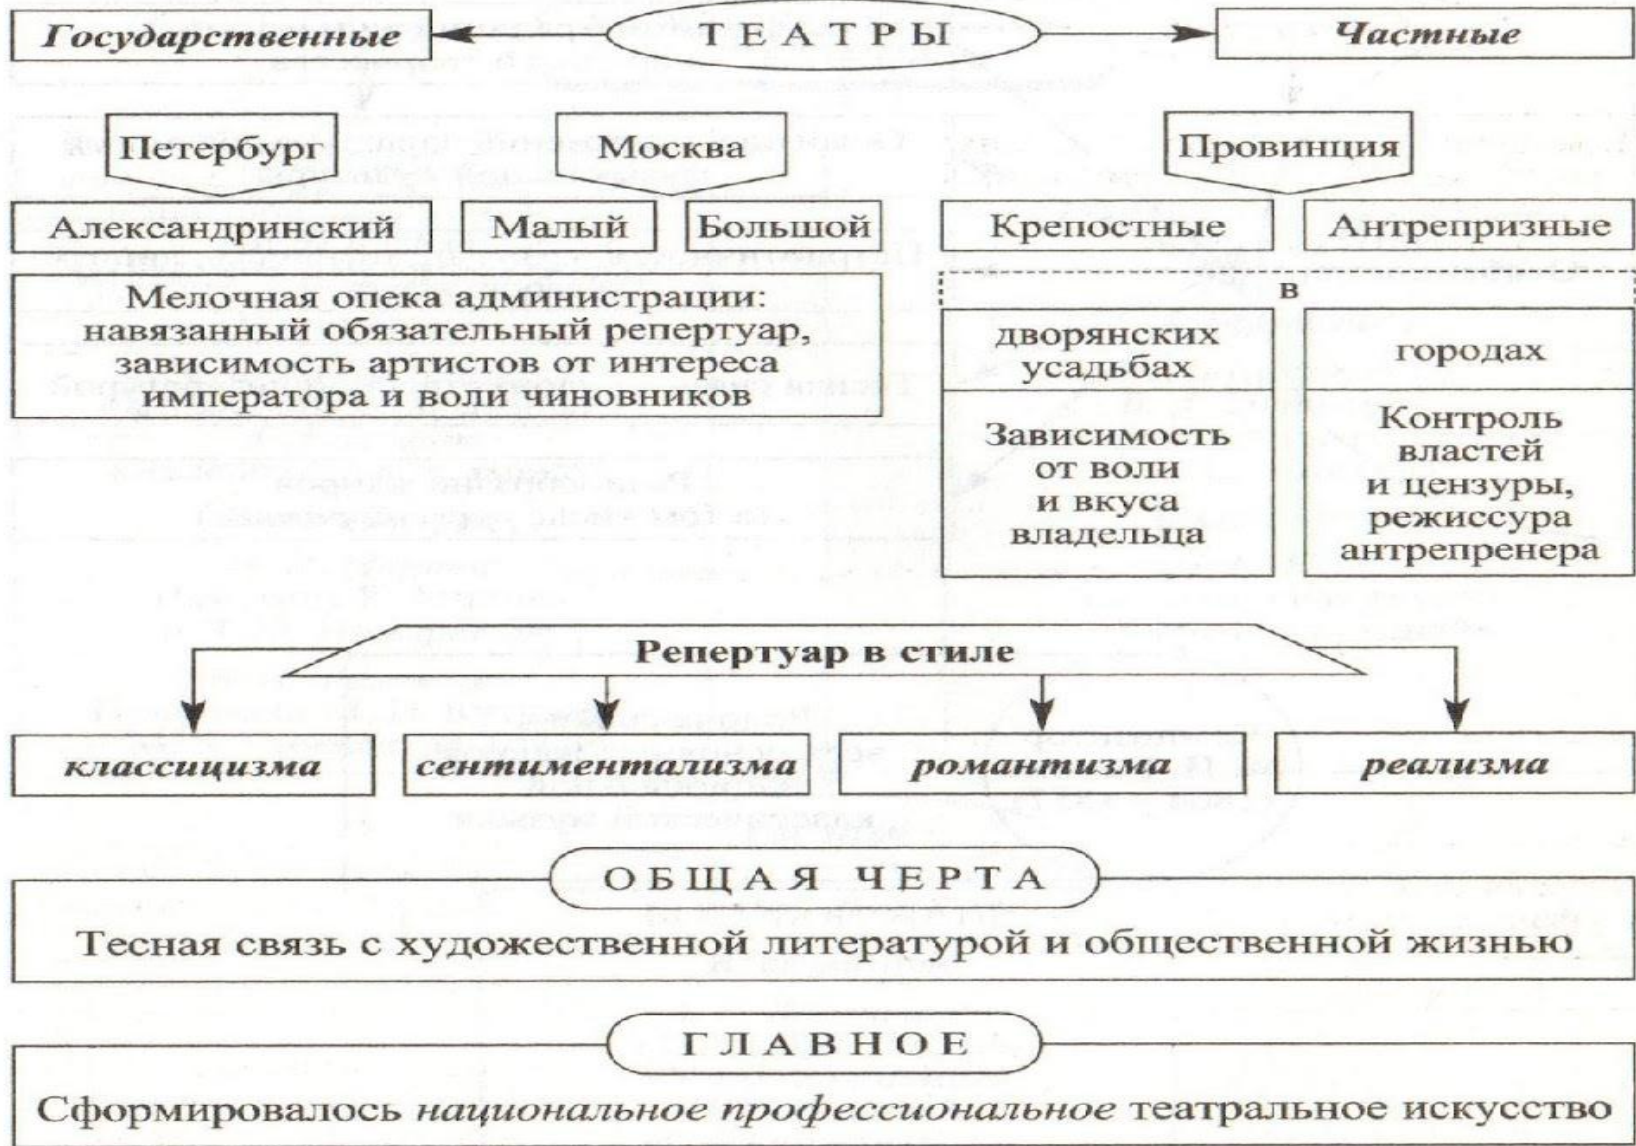 Государственные
ТЕАТРЫ
Частные
Петербург
Москва
Провинция
Александринский
Малый
Большой
Крепостные
Антрепризные
Мелочная опека администрации:
навязанный обязательный репертуар,
зависимость артистов от интереса
императора и воли чиновников
в
дворянских
усадьбах
городах
Зависимость
от воли
и вкуса
владельца
Контроль
властей
и цензуры,
режиссура
антрепренера
Репертуар в стиле
классицизма
сентиментализма
романтизма
реализма
ОБЩАЯ ЧЕРТА
Тесная связь с художественной литературой и общественной жизнью
ГЛАВНОЕ
Сформировалось национальное профессиональное театральное искусство